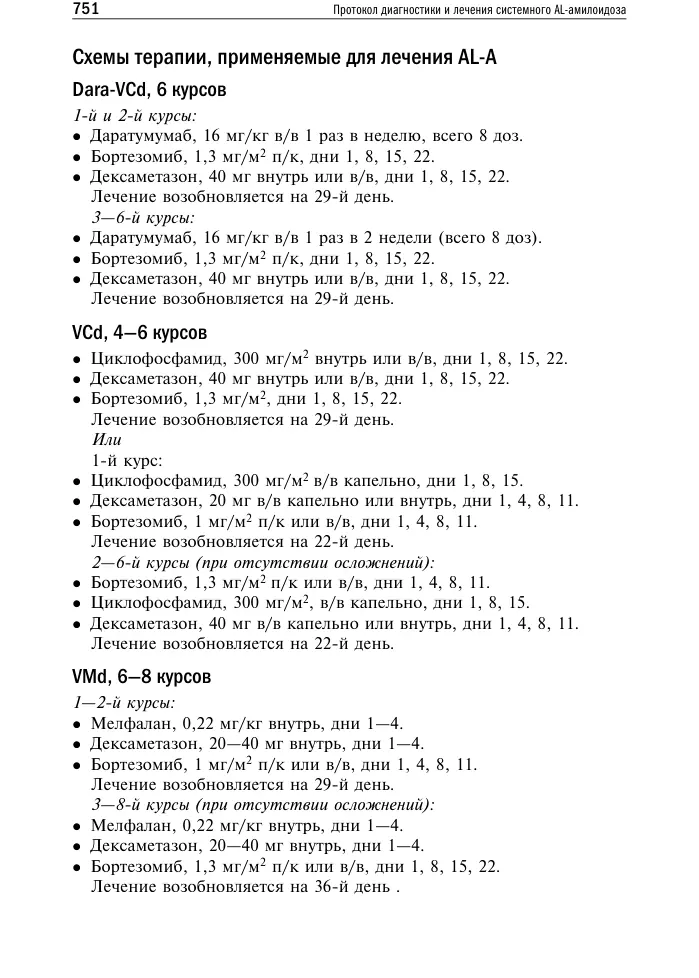 751
Протокол диагностики и лечения системного AL-амилоидоза
Схемы терапии, применяемые для лечения AL-A
Dara-VCd, 6 курсов
1-й и 2-й курсы:
• Даратумумаб, 16 мг/кг в/в 1 раз в неделю, всего 8 доз.
• Бортезомиб, 1,3 мг/м² п/к, дни 1, 8, 15, 22.
• Дексаметазон, 40 мг внутрь или в/в, дни 1, 8, 15, 22.
Лечение возобновляется на 29-й день.
3—6-й курсы:
• Даратумумаб, 16 мг/кг в/в 1 раз в 2 недели (всего 8 доз).
• Бортезомиб, 1,3 мг/м² п/к, дни 1, 8, 15, 22.
• Дексаметазон, 40 мг внутрь или в/в, дни 1, 8, 15, 22.
Лечение возобновляется на 29-й день.
VCd, 4—6 курсов
• Циклофосфамид, 300 мг/м² внутрь или в/в, дни 1, 8, 15, 22.
• Дексаметазон, 40 мг внутрь или в/в, дни 1, 8, 15, 22.
• Бортезомиб, 1,3 мг/м², дни 1, 8, 15, 22.
Лечение возобновляется на 29-й день.
Или
1-й курс:
• Циклофосфамид, 300 мг/м² в/в капельно, дни 1, 8, 15.
• Дексаметазон, 20 мг в/в капельно или внутрь, дни 1, 4, 8, 11.
• Бортезомиб, 1 мг/м² п/к или в/в, дни 1, 4, 8, 11.
Лечение возобновляется на 22-й день.
2—6-й курсы (при отсутствии осложнений):
• Бортезомиб, 1,3 мг/м² п/к или в/в, дни 1, 4, 8, 11.
• Циклофосфамид, 300 мг/м², в/в капельно, дни 1, 8, 15.
• Дексаметазон, 40 мг в/в капельно или внутрь, дни 1, 4, 8, 11.
Лечение возобновляется на 22-й день.
VMd, 6—8 курсов
1—2-й курсы:
• Мелфалан, 0,22 мг/кг внутрь, дни 1—4.
• Дексаметазон, 20—40 мг внутрь, дни 1—4.
• Бортезомиб, 1 мг/м² п/к или в/в, дни 1, 4, 8, 11.
Лечение возобновляется на 29-й день.
3—8-й курсы (при отсутствии осложнений):
• Мелфалан, 0,22 мг/кг внутрь, дни 1—4.
• Дексаметазон, 20—40 мг внутрь, дни 1—4.
• Бортезомиб, 1,3 мг/м² п/к или в/в, дни 1, 8, 15, 22.
Лечение возобновляется на 36-й день .